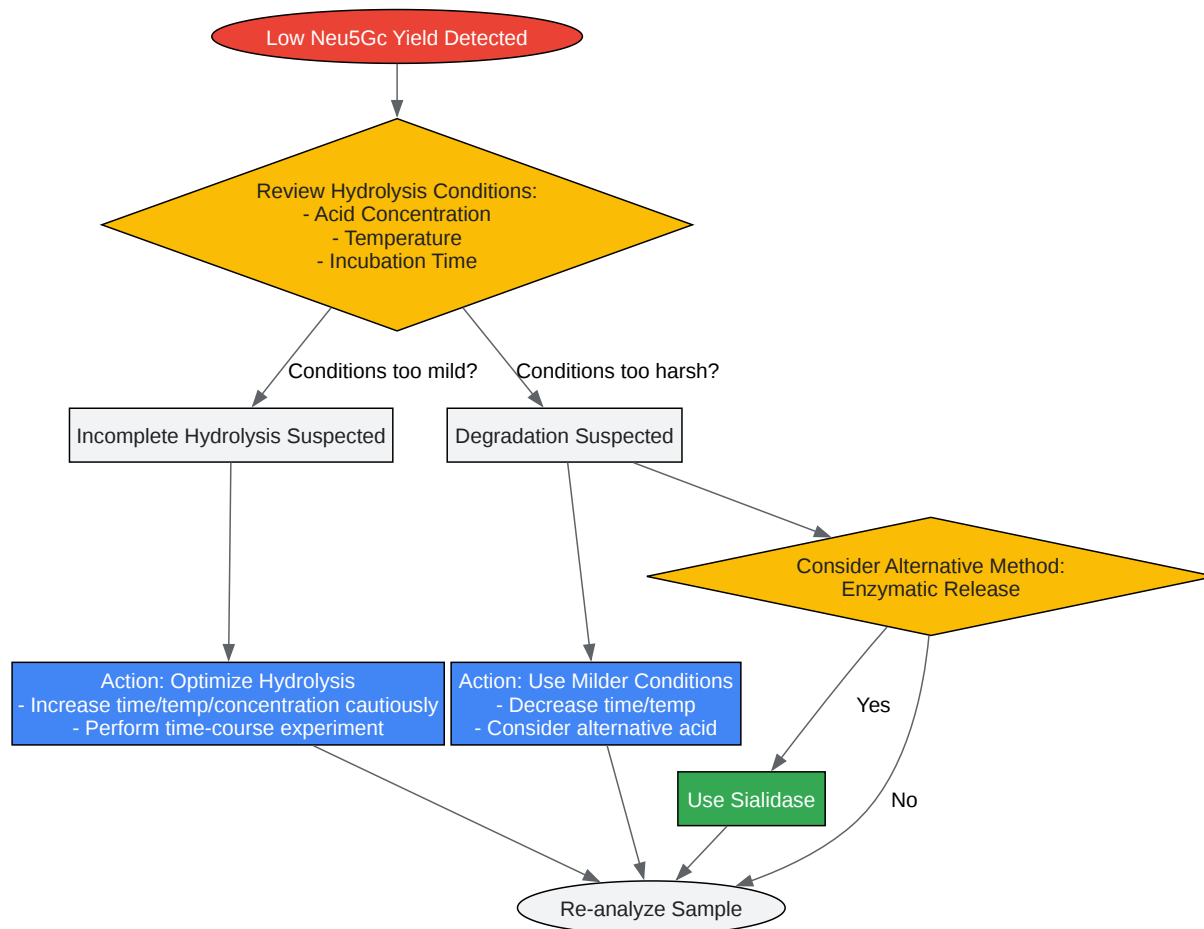 Low Neu5Gc Yield Detected
Review Hydrolysis Conditions:
- Acid Concentration
- Temperature
- Incubation Time
Conditions too mild?
Conditions too harsh?
Incomplete Hydrolysis Suspected
Degradation Suspected
Consider Alternative Method:
Enzymatic Release
Action: Optimize Hydrolysis
- Increase time/temp/concentration cautiously
- Perform time-course experiment
Action: Use Milder Conditions
- Decrease time/temp
- Consider alternative acid
Yes
Use Sialidase
No
Re-analyze Sample